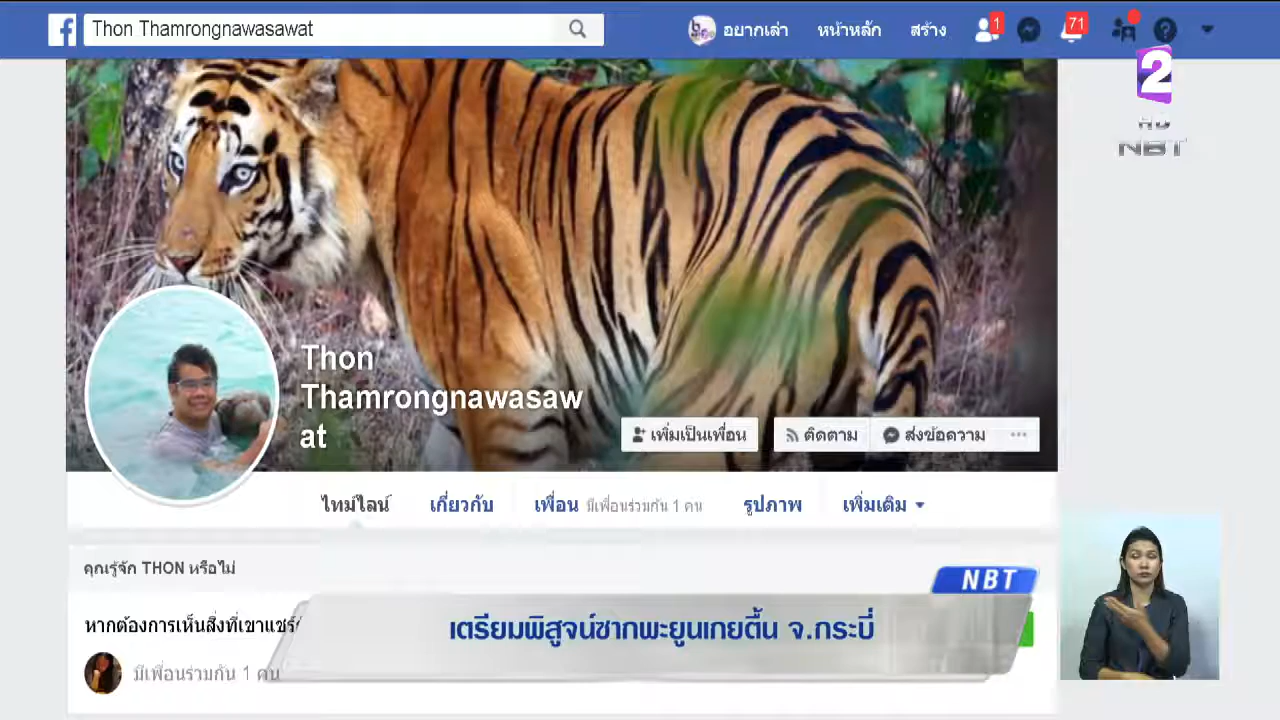 Thon Thamrongnawasawat
อยากเล่า
หน้าหลัก
สร้าง
1
71
2
HD
NBT
Thon
Thamrongnawasaw
at
เพิ่มเป็นเพื่อน
ติดตาม
ส่งข้อความ
ไทม์ไลน์
เกี่ยวกับ
เพื่อน มีเพื่อนร่วมกัน 1 คน
รูปภาพ
เพิ่มเติม
คุณรู้จัก THON หรือไม่
NBT
หากต้องการเห็นสิ่งที่เขาแชร์
เตรียมพิสูจน์ซากพะยูนเกยตื้น จ.กระบี่
มีเพื่อนร่วมกัน 1 คน